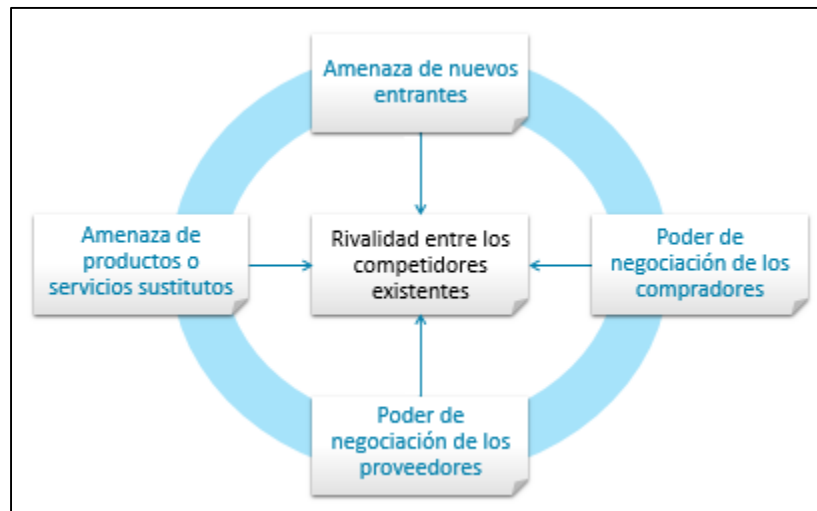 Amenaza de nuevos
entrantes
Amenaza de
productos o
servicios sustitutos
Rivalidad entre los
competidores
existentes
Poder de
negociación de los
compradores
Poder de
negociación de los
proveedores